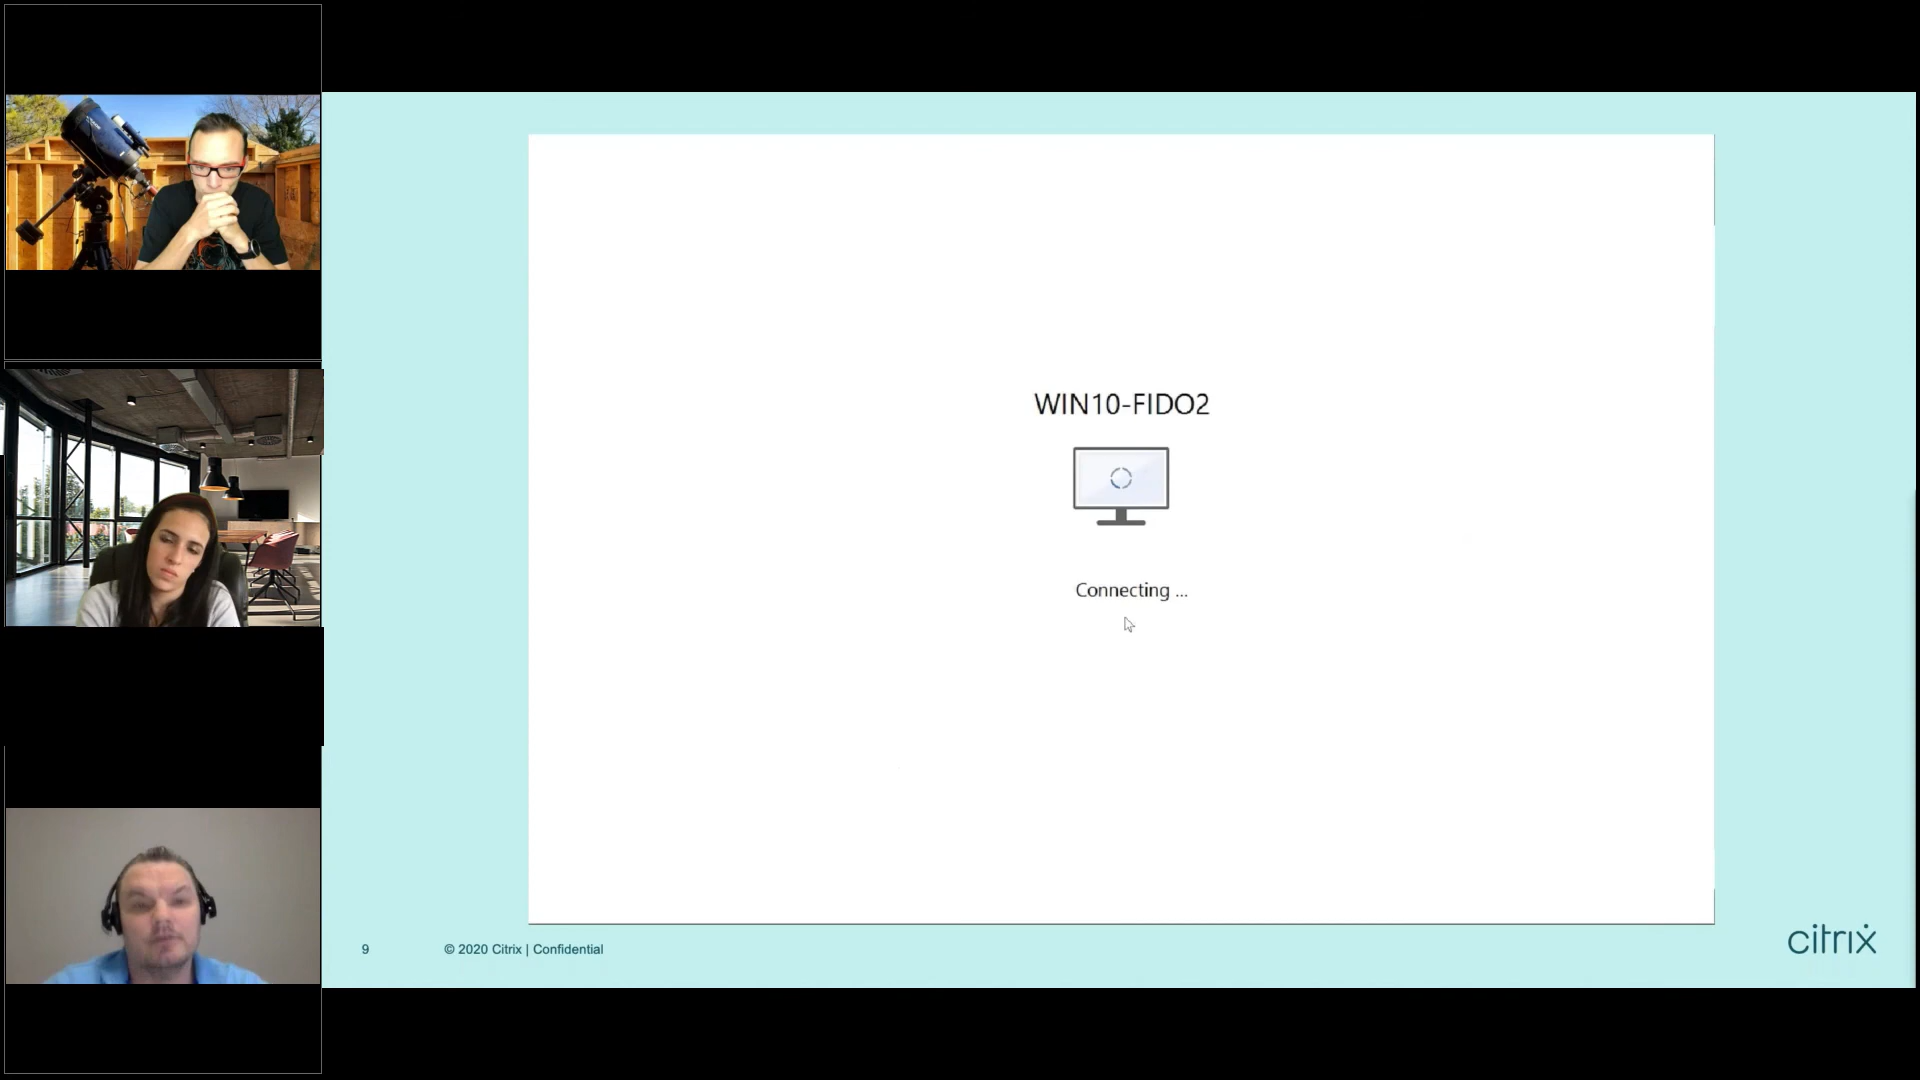 WIN10-FIDO2
Connecting ...
9
© 2020 Citrix | Confidential
citrix